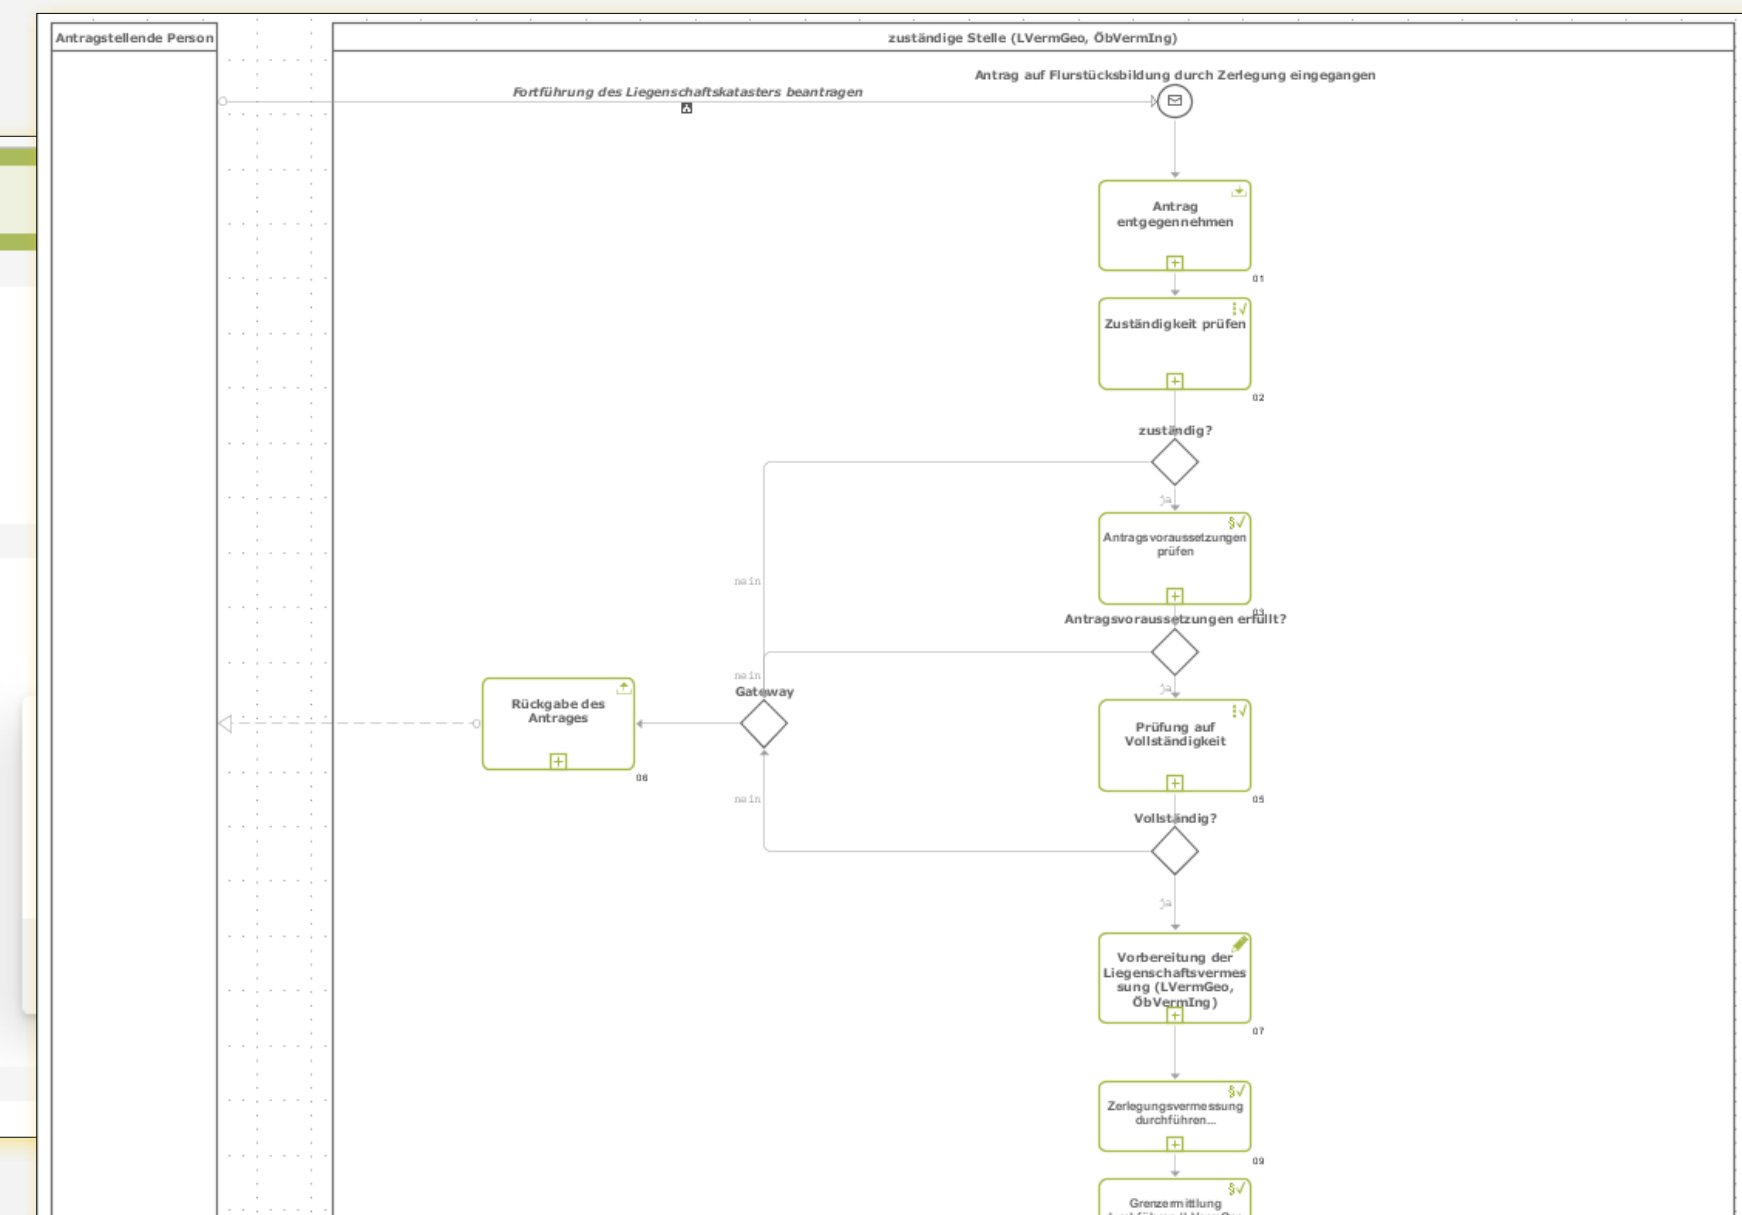 Antragstellende Person
zuständige Stelle (LVermGeo, ÖbVermIng)
Antrag auf Flurstücksbildung durch Zerlegung eingegangen
Fortführung des Liegenschaftskatasters beantragen
Antrag
entgegennehmen
01
Zuständigkeit prüfen
02
zuständig?
ja
§√
Antragsvoraussetzungen
prüfen
nein
03
Antragsvoraussetzungen erfüllt?
nein
ja
Gateway
Rückgabe des
Antrages
06
Prüfung auf
Vollständigkeit
nein
05
Vollständig?
ja
Vorbereitung der
Liegenschaftsvermes
sung (LVermGeo,
ÖbVermIng)
07
§√
Zerlegungsvermessung
durchführen...
09
§√
Grenzermittlung